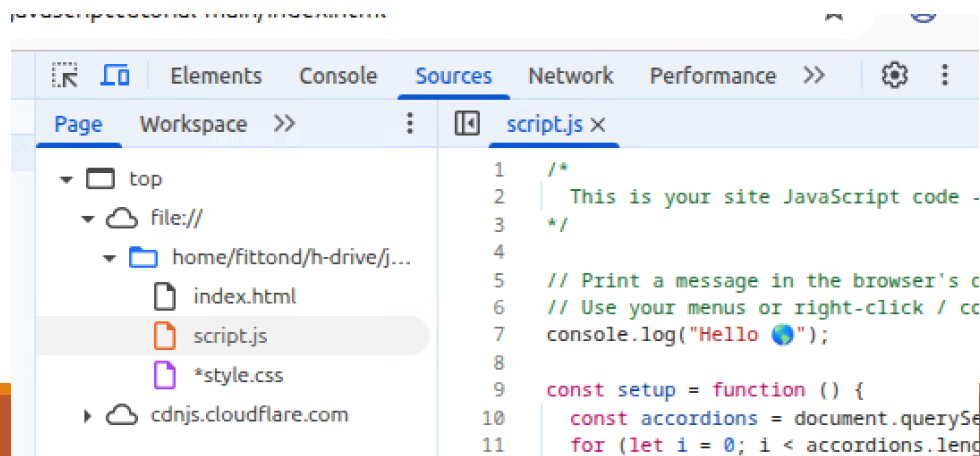 javascripttutorial-main/index.html
Elements Console Sources Network Performance
Page Workspace
script.js
top
file://
home/fittond/h-drive/j...
index.html
script.js
*style.css
cdnjs.cloudflare.com
1 /*
2 This is your site JavaScript code -
3 */
4
5 // Print a message in the browser's
6 // Use your menus or right-click /
7 console.log("Hello 🌎");
8
9 const setup = function () {
10 const accordions = document.querySe
11 for (let i = 0; i < accordions.leng